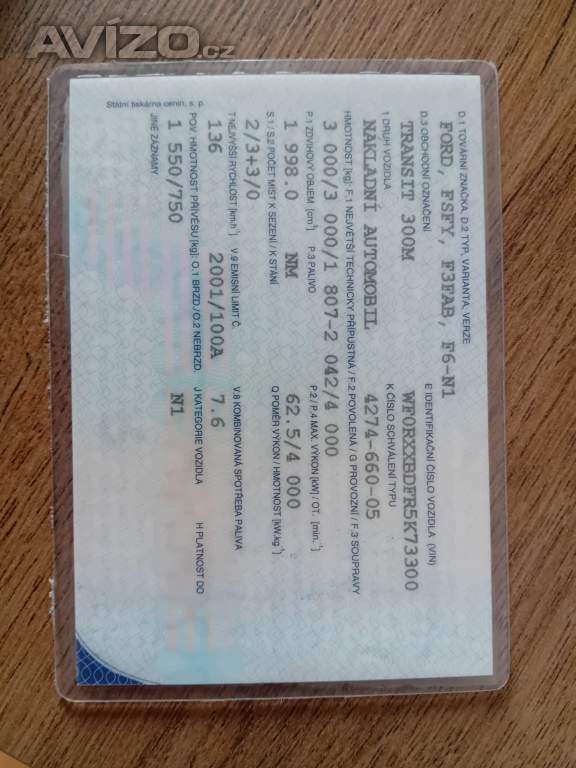 AVÍZO.cz
D.1 TOVÁRNÍ ZNAČKA, D.2 TYP, VARIANTA, VERZE
FORD, FSFY, F3FAB, F6-N1
D.3 OBCHODNÍ OZNAČENÍ E IDENTIFIKAČNÍ ČÍSLO VOZIDLA (VIN)
TRANSIT 300M WF0RXXBDFR5K73300
1 DRUH VOZIDLA K ČÍSLO SCHVÁLENÍ TYPU
NÁKLADNÍ AUTOMOBIL 4274-660-05
HMOTNOST [kg]: F.1 NEJVĚTŠÍ TECHNICKY PŘÍPUSTNÁ / F.2 POVOLENÁ / G PROVOZNÍ / F.3 SOUPRAVY
3 000/3 000/1 807-2 042/4 000
P.1 ZDVIHOVÝ OBJEM [cm³] P.3 PALIVO P.2 / P.4 MAX. VÝKON [kW] / OT. [min.⁻¹]
1 998.0 NM 62.5/4 000
S.1 / S.2 POČET MÍST K SEZENÍ / K STÁNÍ Q POMĚR VÝKON / HMOTNOST [kW.kg⁻¹]
2/3+3/0
T NEJVYŠŠÍ RYCHLOST [km.h⁻¹] V.9 EMISNÍ LIMIT Č. V.8 KOMBINOVANÁ SPOTŘEBA PALIVA
136 2001/100A 7.6
POV. HMOTNOST PŘÍVĚSU [kg]: O.1 BRZD./O.2 NEBRZD. J KATEGORIE VOZIDLA H PLATNOST DO
1 550/750 N1
JINÉ ZÁZNAMY
Státní tiskárna cenin, s. p.